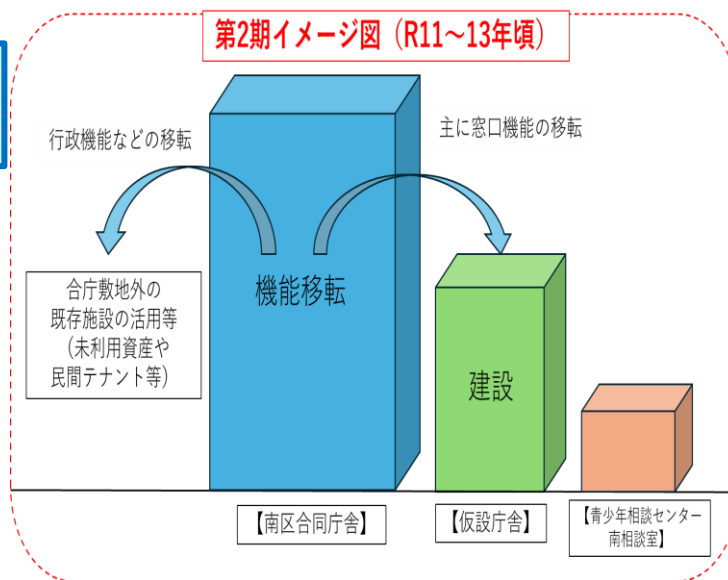 第2期イメージ図（R11～13年頃）
行政機能などの移転
主に窓口機能の移転
合庁敷地外の
既存施設の活用等
（未利用資産や
民間テナント等）
機能移転
建設
【南区合同庁舎】
【仮設庁舎】
【青少年相談センター
南相談室】